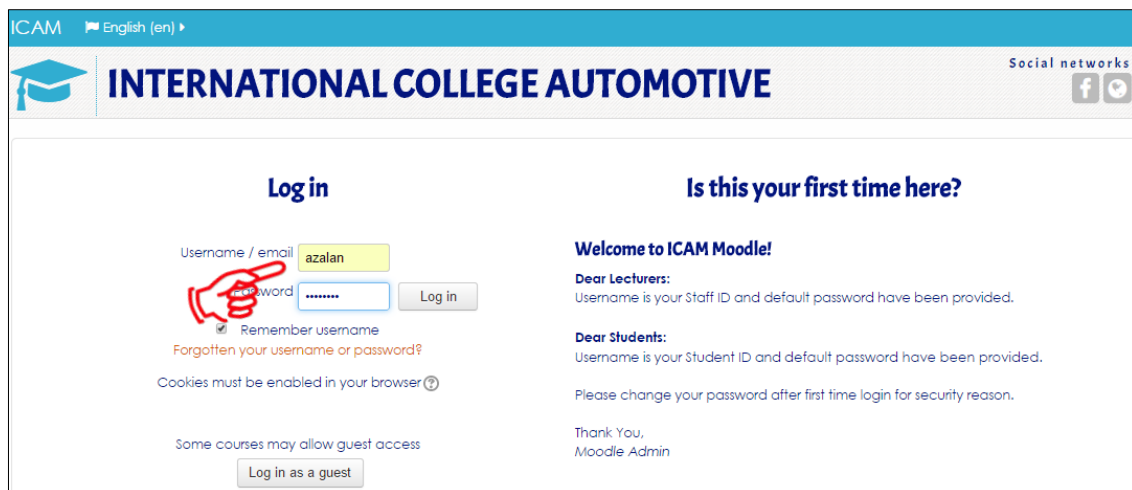 ICAM English (en)
INTERNATIONAL COLLEGE AUTOMOTIVE
Social networks
f
Log in
Username / email azalan
Password ••••••••  Log in
Remember username
Forgotten your username or password?
Cookies must be enabled in your browser ?
Some courses may allow guest access
Log in as a guest
Is this your first time here?
Welcome to ICAM Moodle!
Dear Lecturers:
Username is your Staff ID and default password have been provided.
Dear Students:
Username is your Student ID and default password have been provided.
Please change your password after first time login for security reason.
Thank You,
Moodle Admin